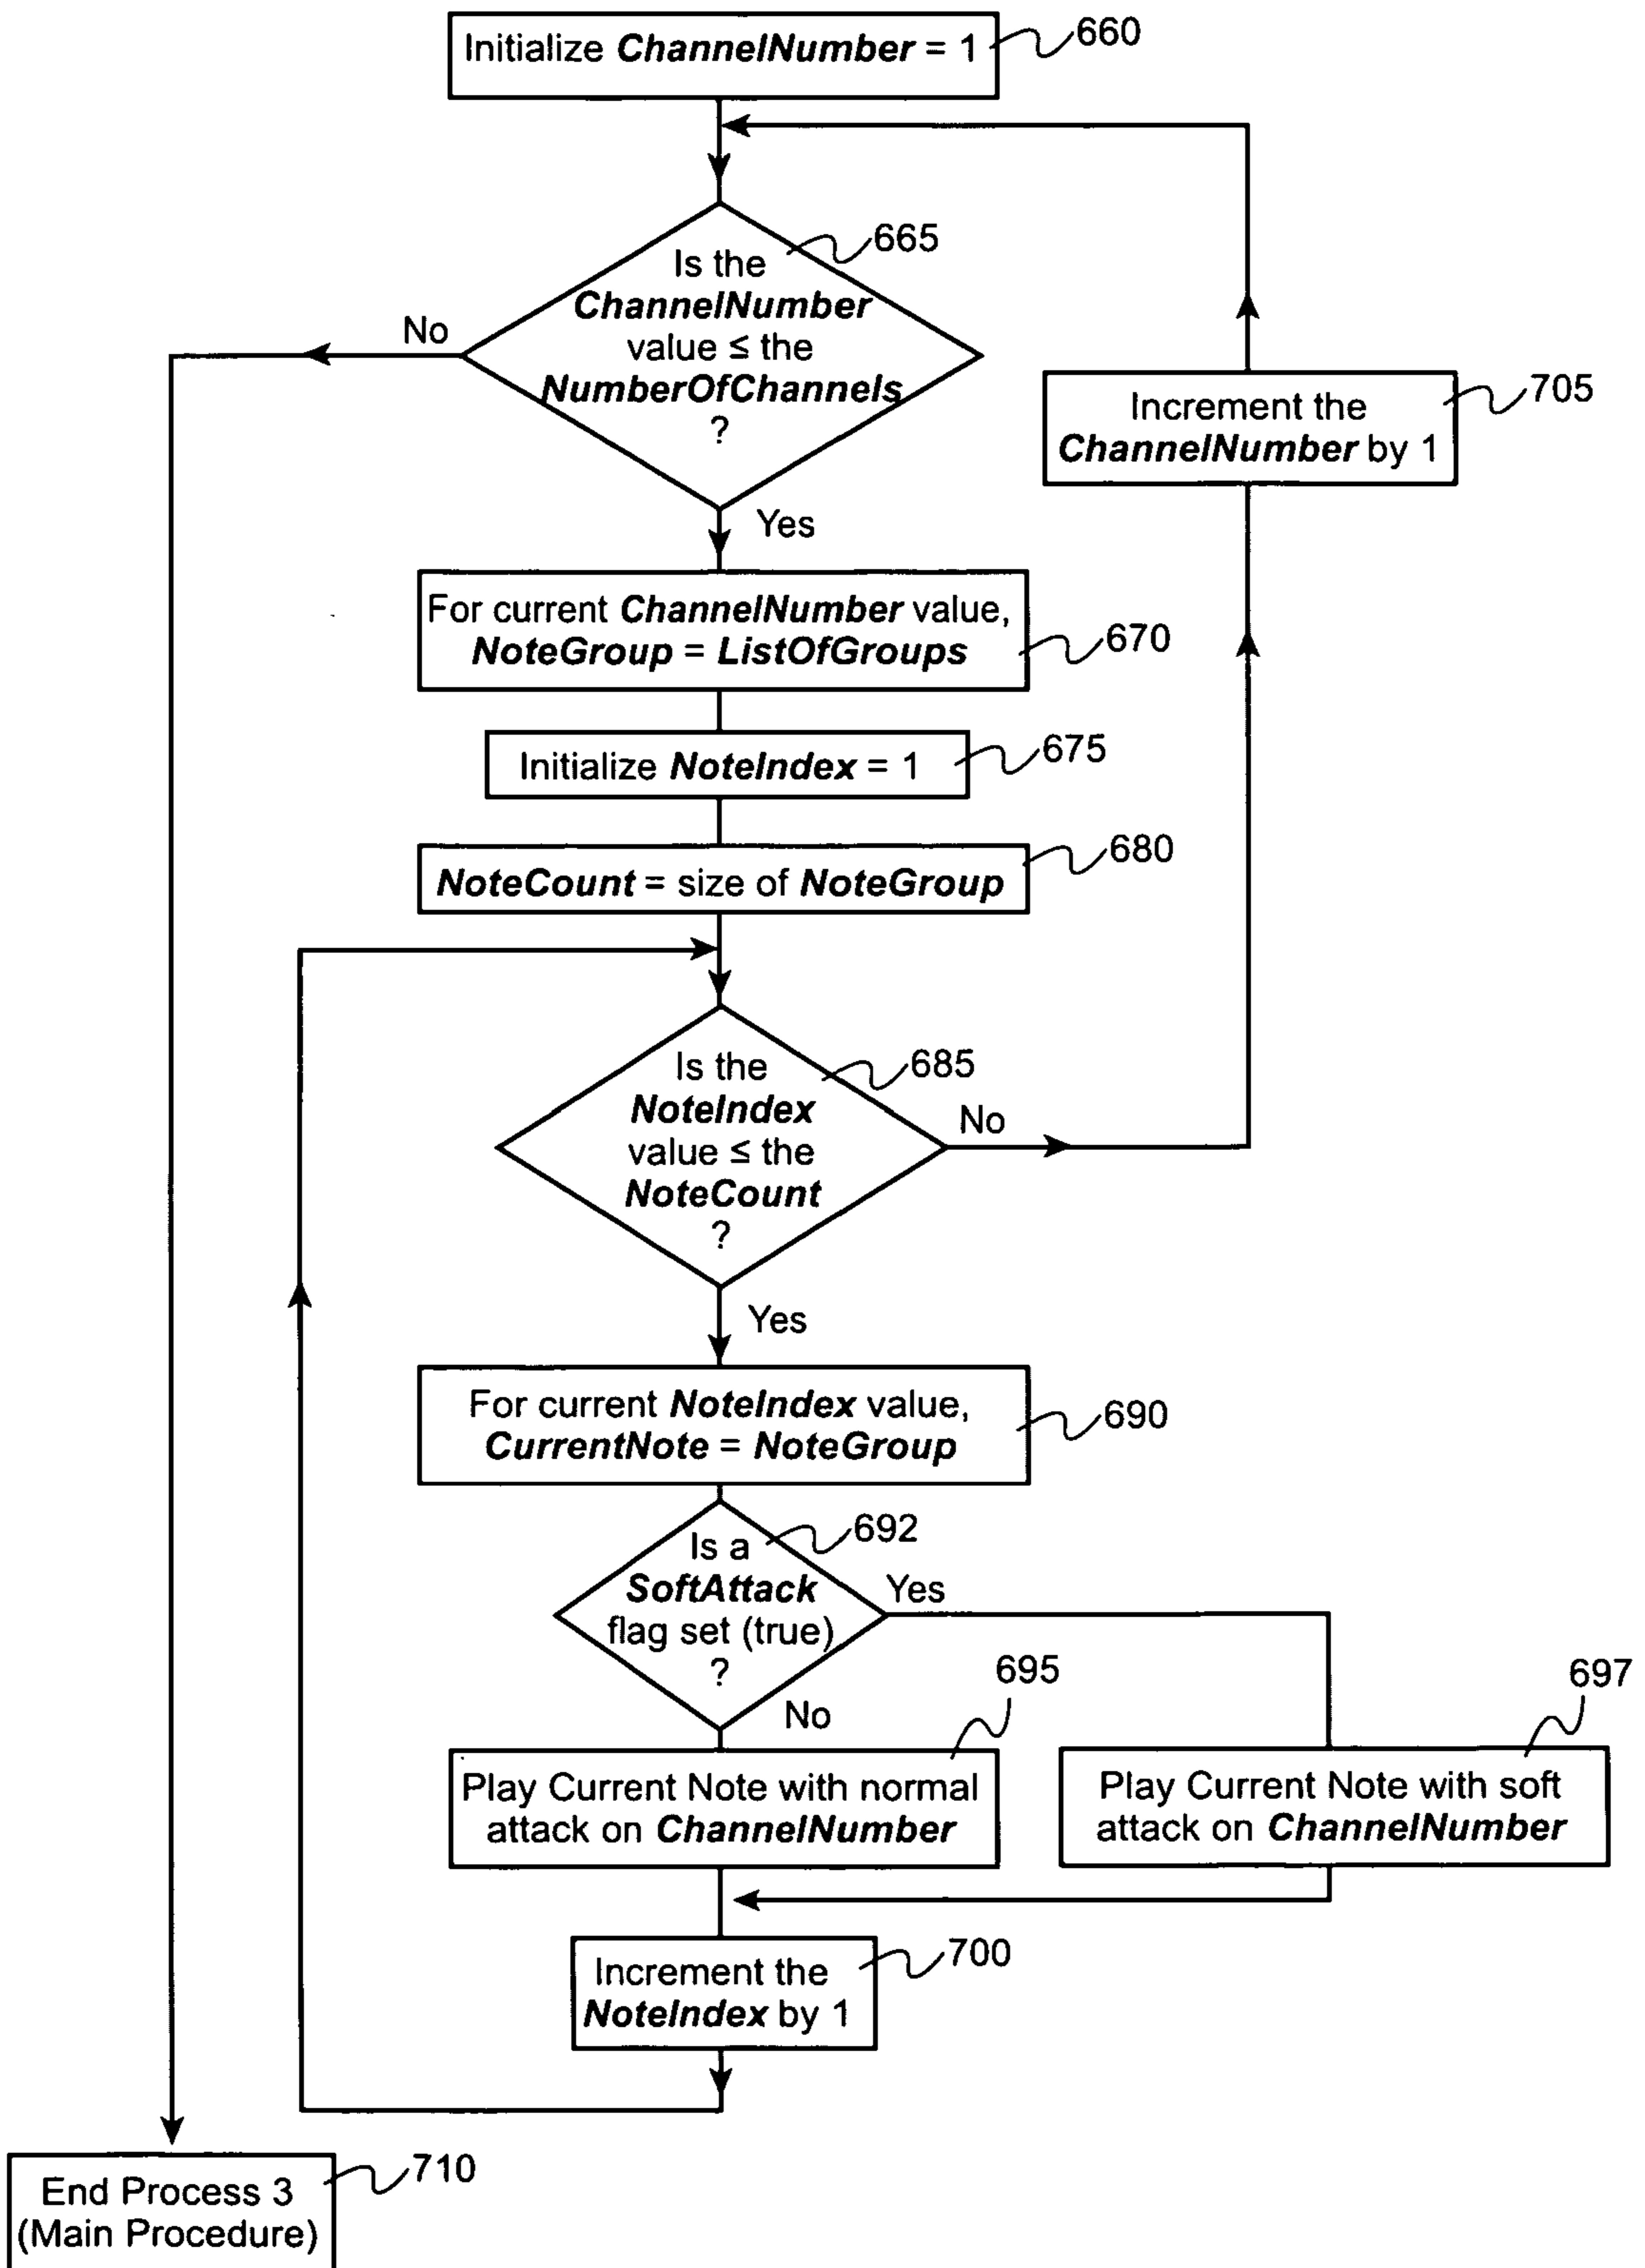 Initialize ChannelNumber = 1
660
Is the
ChannelNumber
value ≤ the
NumberOfChannels
?
665
No
Yes
Increment the
ChannelNumber by 1
705
For current ChannelNumber value,
NoteGroup = ListOfGroups
670
Initialize NoteIndex = 1
675
NoteCount = size of NoteGroup
680
Is the
NoteIndex
value ≤ the
NoteCount
?
685
No
Yes
For current NoteIndex value,
CurrentNote = NoteGroup
690
Is a
SoftAttack
flag set (true)
?
692
Yes
No
695
Play Current Note with normal
attack on ChannelNumber
697
Play Current Note with soft
attack on ChannelNumber
Increment the
NoteIndex by 1
700
End Process 3
(Main Procedure)
710